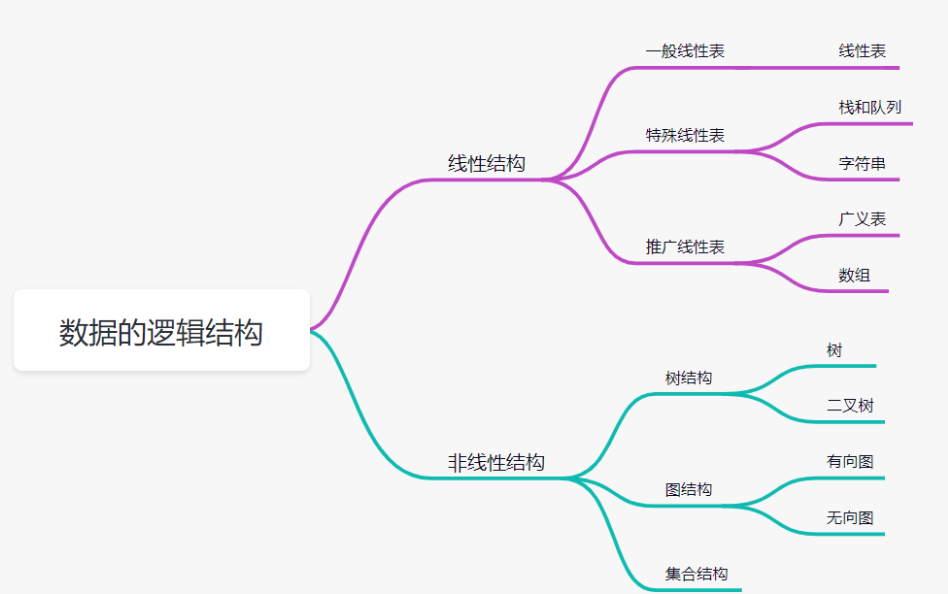 数据的逻辑结构
线性结构
一般线性表
线性表
特殊线性表
栈和队列
字符串
推广线性表
广义表
数组
非线性结构
树结构
树
二叉树
图结构
有向图
无向图
集合结构